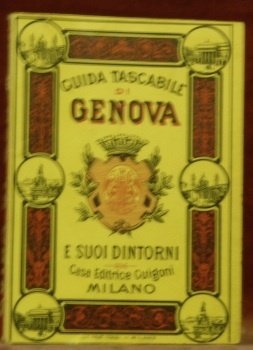 GUIDA TASCABILE
DI
GENOVA
E SUOI DINTORNI
Casa Editrice Guigoni
MILANO